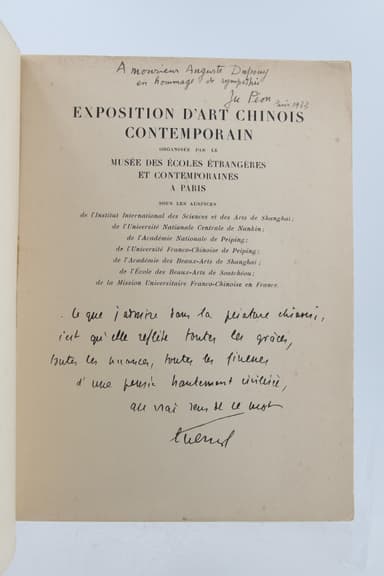 A monsieur Auguste Dupouy
en hommage de sympathie
Ju Péon
Paris 1933
EXPOSITION D'ART CHINOIS
CONTEMPORAIN
ORGANISÉE PAR LE
MUSÉE DES ÉCOLES ÉTRANGÈRES
ET CONTEMPORAINES
A PARIS
SOUS LES AUSPICES
de l'Institut International des Sciences et des Arts de Shanghai;
de l'Université Nationale Centrale de Nankin;
de l'Académie Nationale de Peiping;
de l'Université Franco-Chinoise de Peiping;
de l'Académie des Beaux-Arts de Shanghai;
de l'École des Beaux-Arts de Soutchéou;
de la Mission Universitaire Franco-Chinoise en France.
Ce que j'admire dans la peinture chinoise,
c'est qu'elle reflète toutes les grâces,
toutes les nuances, toutes les finesses
d'une pensée hautement civilisée,
au vrai sens de ce mot